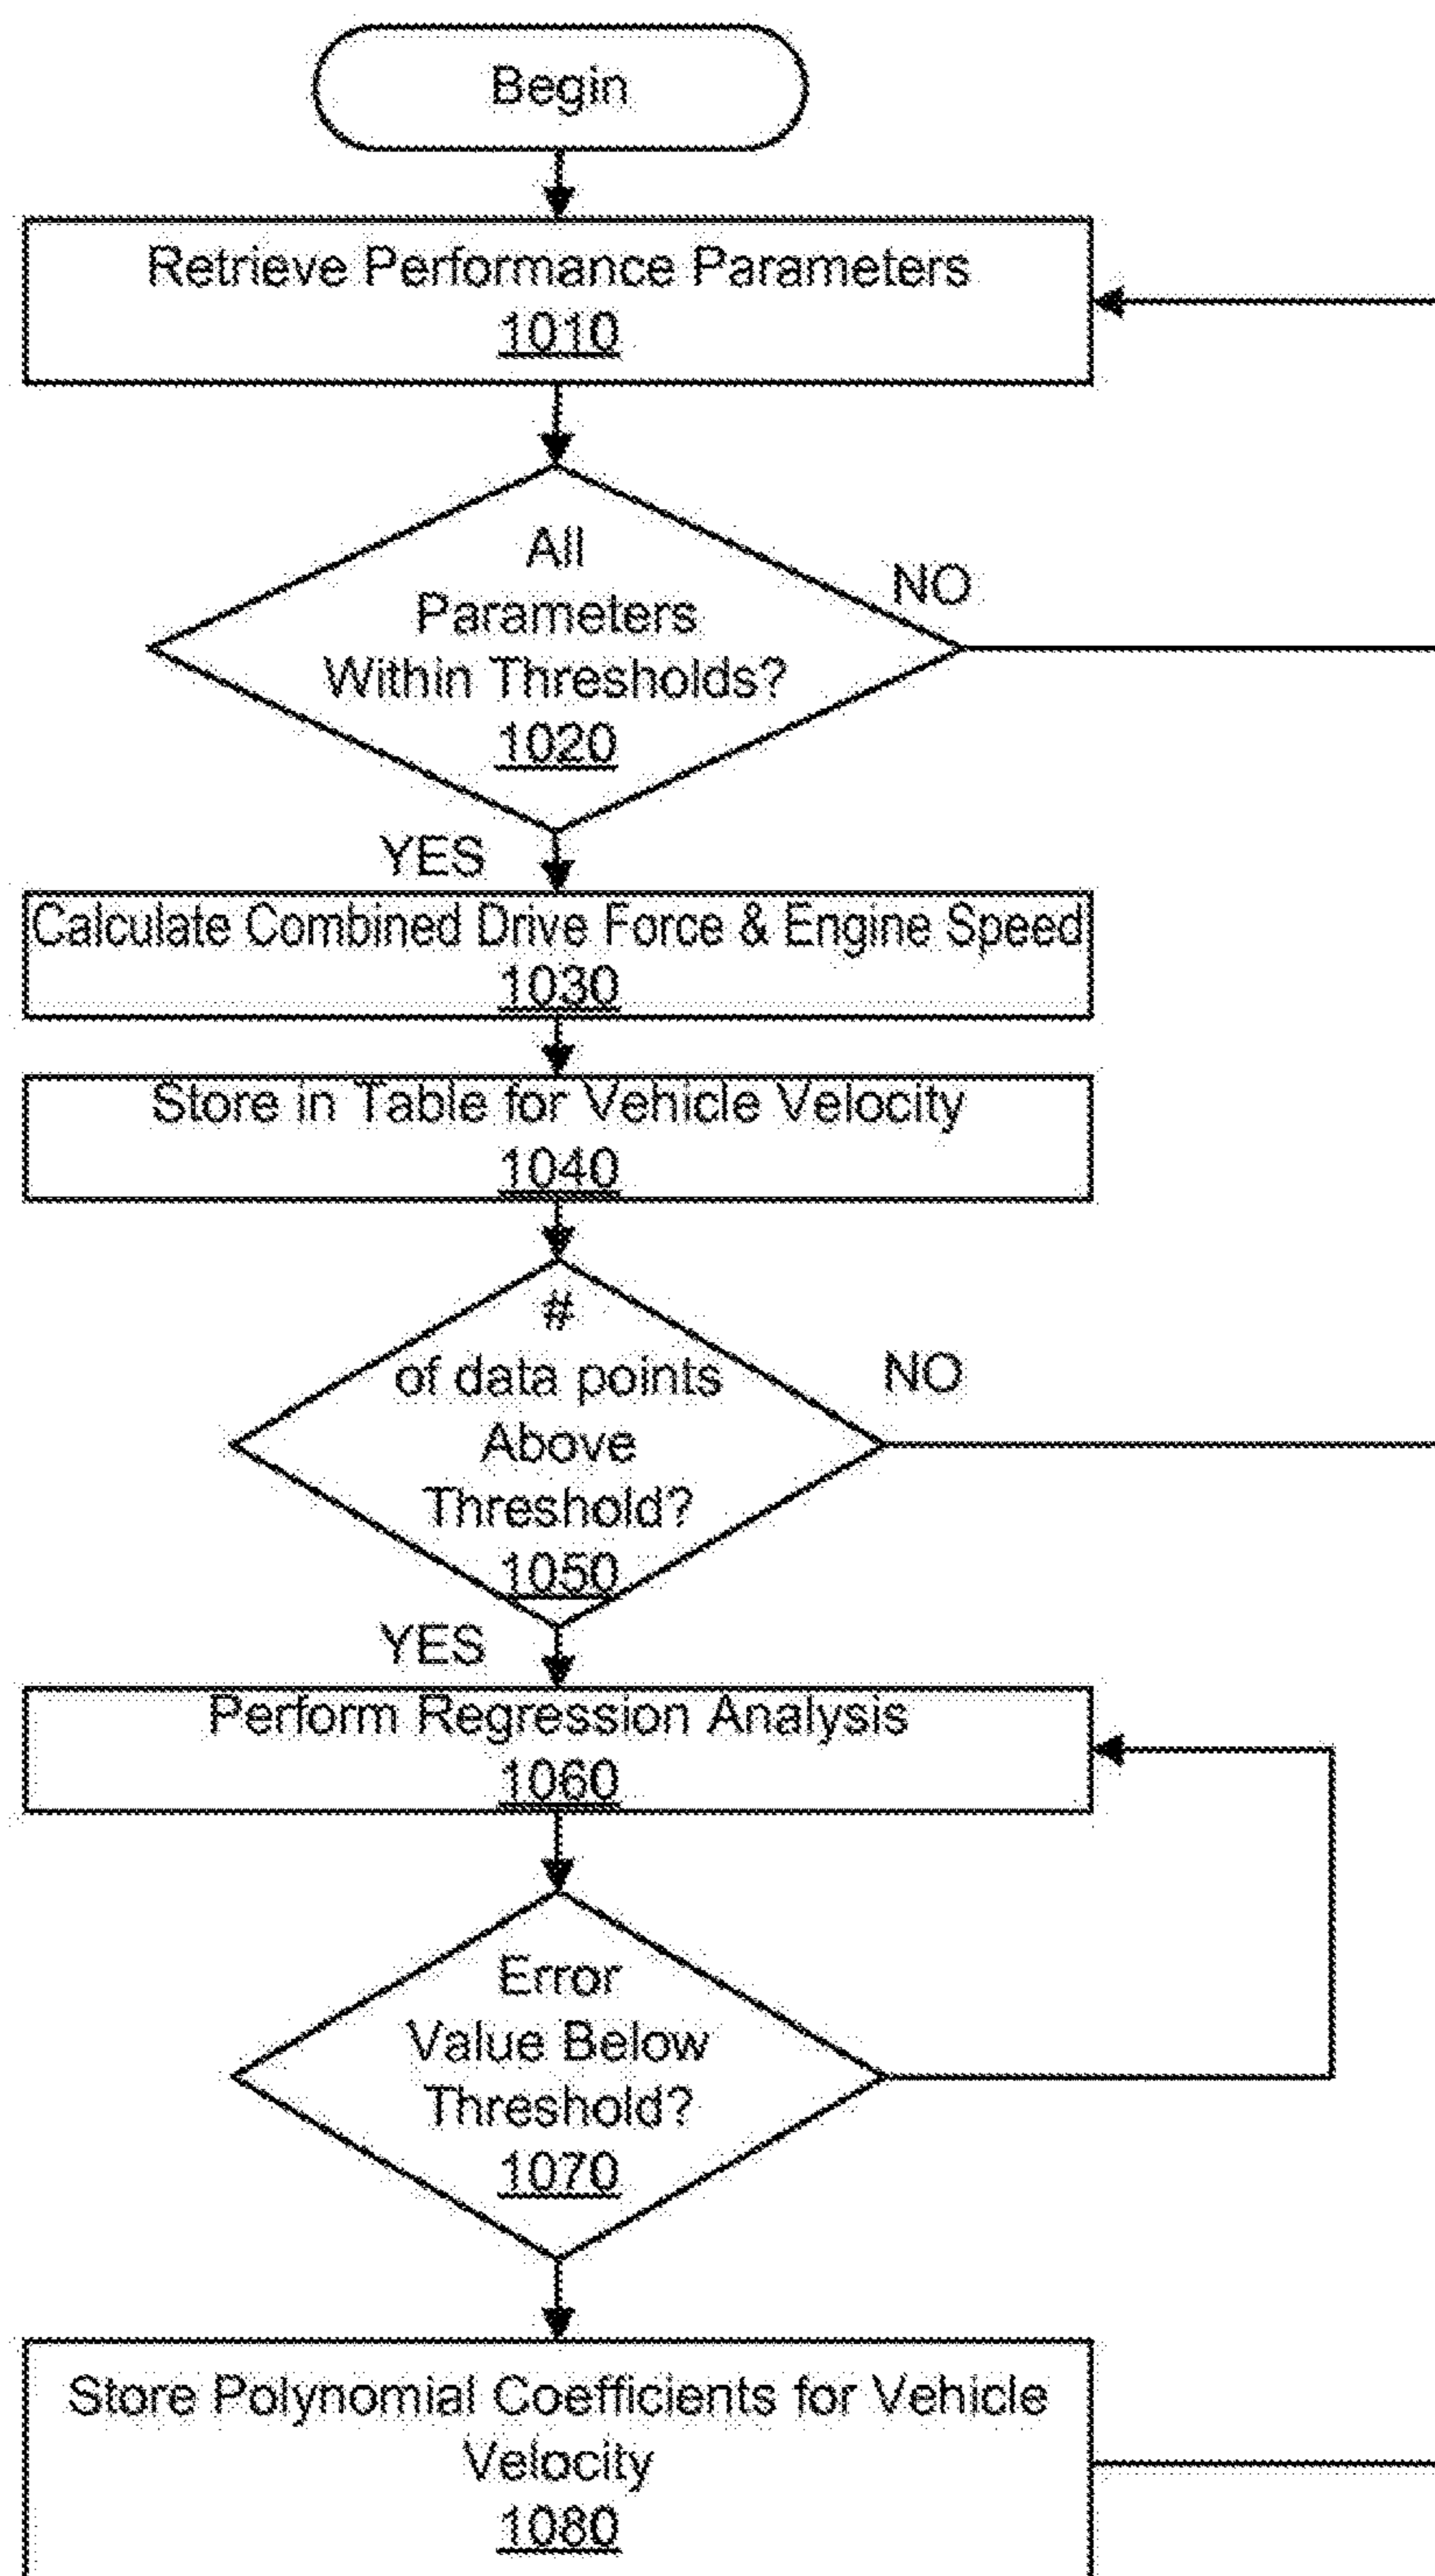 Begin
Retrieve Performance Parameters
1010
All
Parameters
Within Thresholds?
1020
NO
YES
Calculate Combined Drive Force & Engine Speed
1030
Store in Table for Vehicle Velocity
1040
#
of data points
Above
Threshold?
1050
NO
YES
Perform Regression Analysis
1060
Error
Value Below
Threshold?
1070
Store Polynomial Coefficients for Vehicle
Velocity
1080